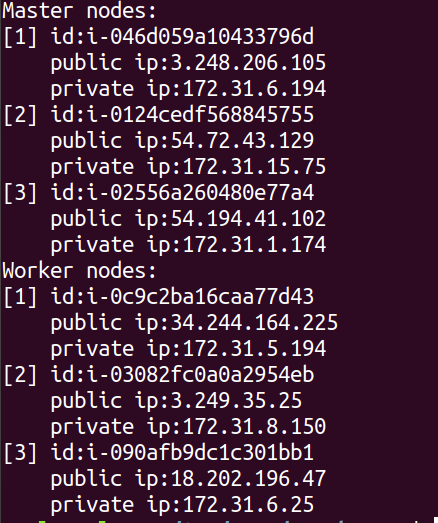 Master nodes:
[1] id:i-046d059a10433796d
public ip:3.248.206.105
private ip:172.31.6.194
[2] id:i-0124cedf568845755
public ip:54.72.43.129
private ip:172.31.15.75
[3] id:i-02556a260480e77a4
public ip:54.194.41.102
private ip:172.31.1.174
Worker nodes:
[1] id:i-0c9c2ba16caa77d43
public ip:34.244.164.225
private ip:172.31.5.194
[2] id:i-03082fc0a0a2954eb
public ip:3.249.35.25
private ip:172.31.8.150
[3] id:i-090afb9dc1c301bb1
public ip:18.202.196.47
private ip:172.31.6.25